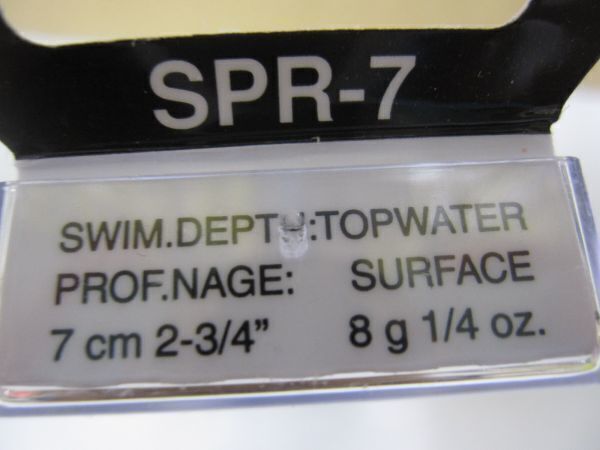 SPR-7
SWIM.DEPTH:TOPWATER
PROF.NAGE: SURFACE
7 cm 2-3/4” 8 g 1/4 oz.